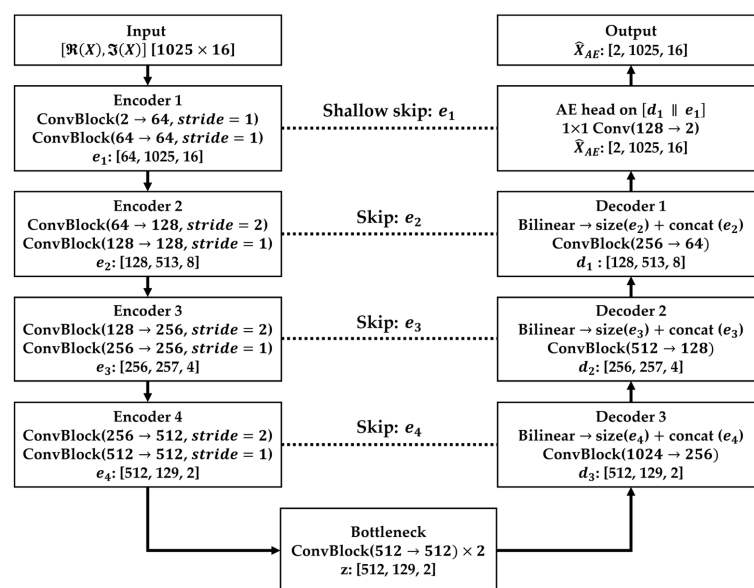 Input
[ℜ(X), ℑ(X)] [1025 × 16]
Encoder 1
ConvBlock(2 → 64, stride = 1)
ConvBlock(64 → 64, stride = 1)
e₁: [64, 1025, 16]
Encoder 2
ConvBlock(64 → 128, stride = 2)
ConvBlock(128 → 128, stride = 1)
e₂: [128, 513, 8]
Encoder 3
ConvBlock(128 → 256, stride = 2)
ConvBlock(256 → 256, stride = 1)
e₃: [256, 257, 4]
Encoder 4
ConvBlock(256 → 512, stride = 2)
ConvBlock(512 → 512, stride = 1)
e₄: [512, 129, 2]
Shallow skip: e₁
Skip: e₂
Skip: e₃
Skip: e₄
Bottleneck
ConvBlock(512 → 512) × 2
z: [512, 129, 2]
Output
X̂_AE: [2, 1025, 16]
AE head on [d₁ ∥ e₁]
1×1 Conv(128 → 2)
X̂_AE: [2, 1025, 16]
Decoder 1
Bilinear → size(e₂) + concat (e₂)
ConvBlock(256 → 64)
d₁ : [128, 513, 8]
Decoder 2
Bilinear → size(e₃) + concat (e₃)
ConvBlock(512 → 128)
d₂: [256, 257, 4]
Decoder 3
Bilinear → size(e₄) + concat (e₄)
ConvBlock(1024 → 256)
d₃: [512, 129, 2]